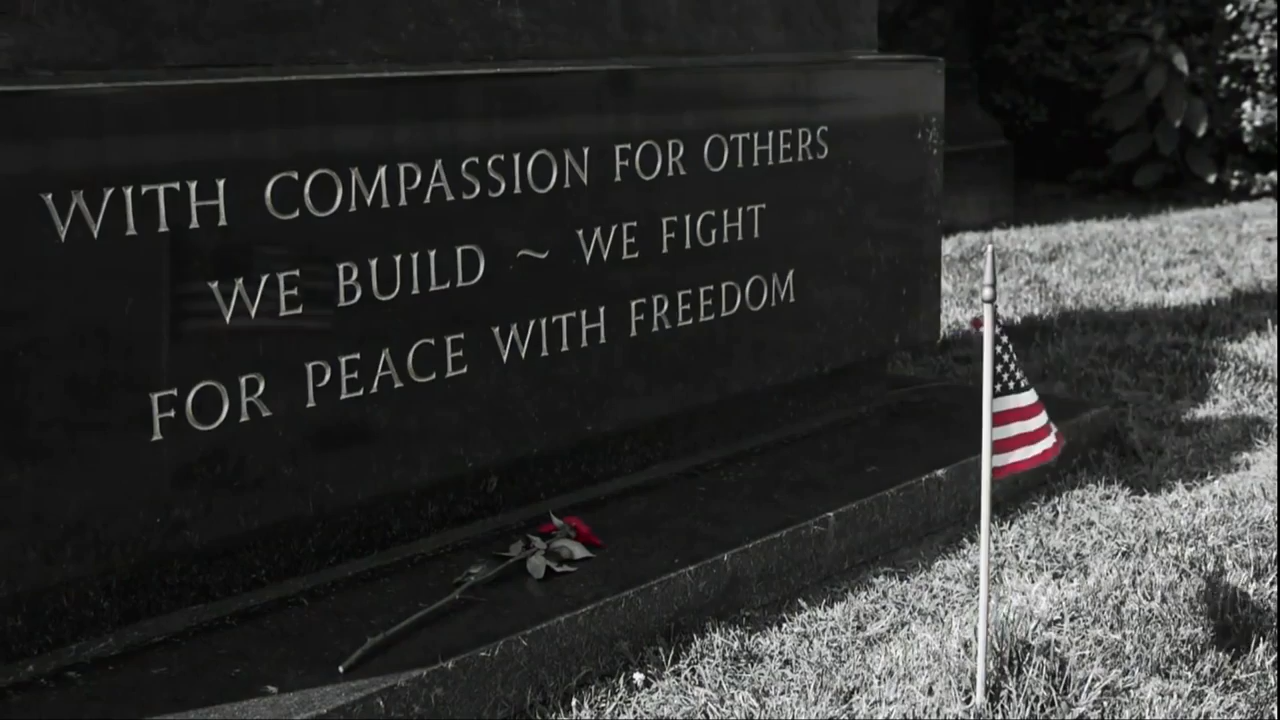 WITH COMPASSION FOR OTHERS
WE BUILD ~ WE FIGHT
FOR PEACE WITH FREEDOM